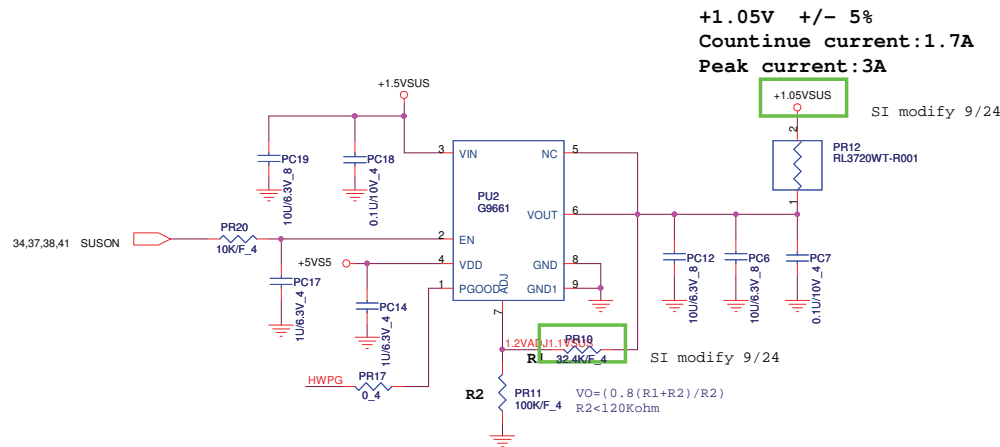 +1.05V +/- 5%
Countinue current:1.7A
Peak current:3A
+1.5VSUS
+1.05VSUS
SI modify 9/24
2
PR12
RL3720WT-R001
1
PC19
10U/6.3V_8
PC18
0.1U/10V_4
3
VIN
NC
5
PU2
G9661
VOUT
6
34,37,38,41 SUSON
PR20
10K/F_4
2
EN
PC17
1U/6.3V_4
+5VS5
4
VDD
GND
8
PC14
1U/6.3V_4
1
PGOOD
ADJ
GND1
9
7
PC12
10U/6.3V_8
PC6
10U/6.3V_8
PC7
0.1U/10V_4
PR10
1.2VADJ1.1VSUS
R1
32.4K/F_4
SI modify 9/24
HWPG
PR17
0_4
R2
PR11
100K/F_4
VO=(0.8(R1+R2)/R2)
R2<120Kohm